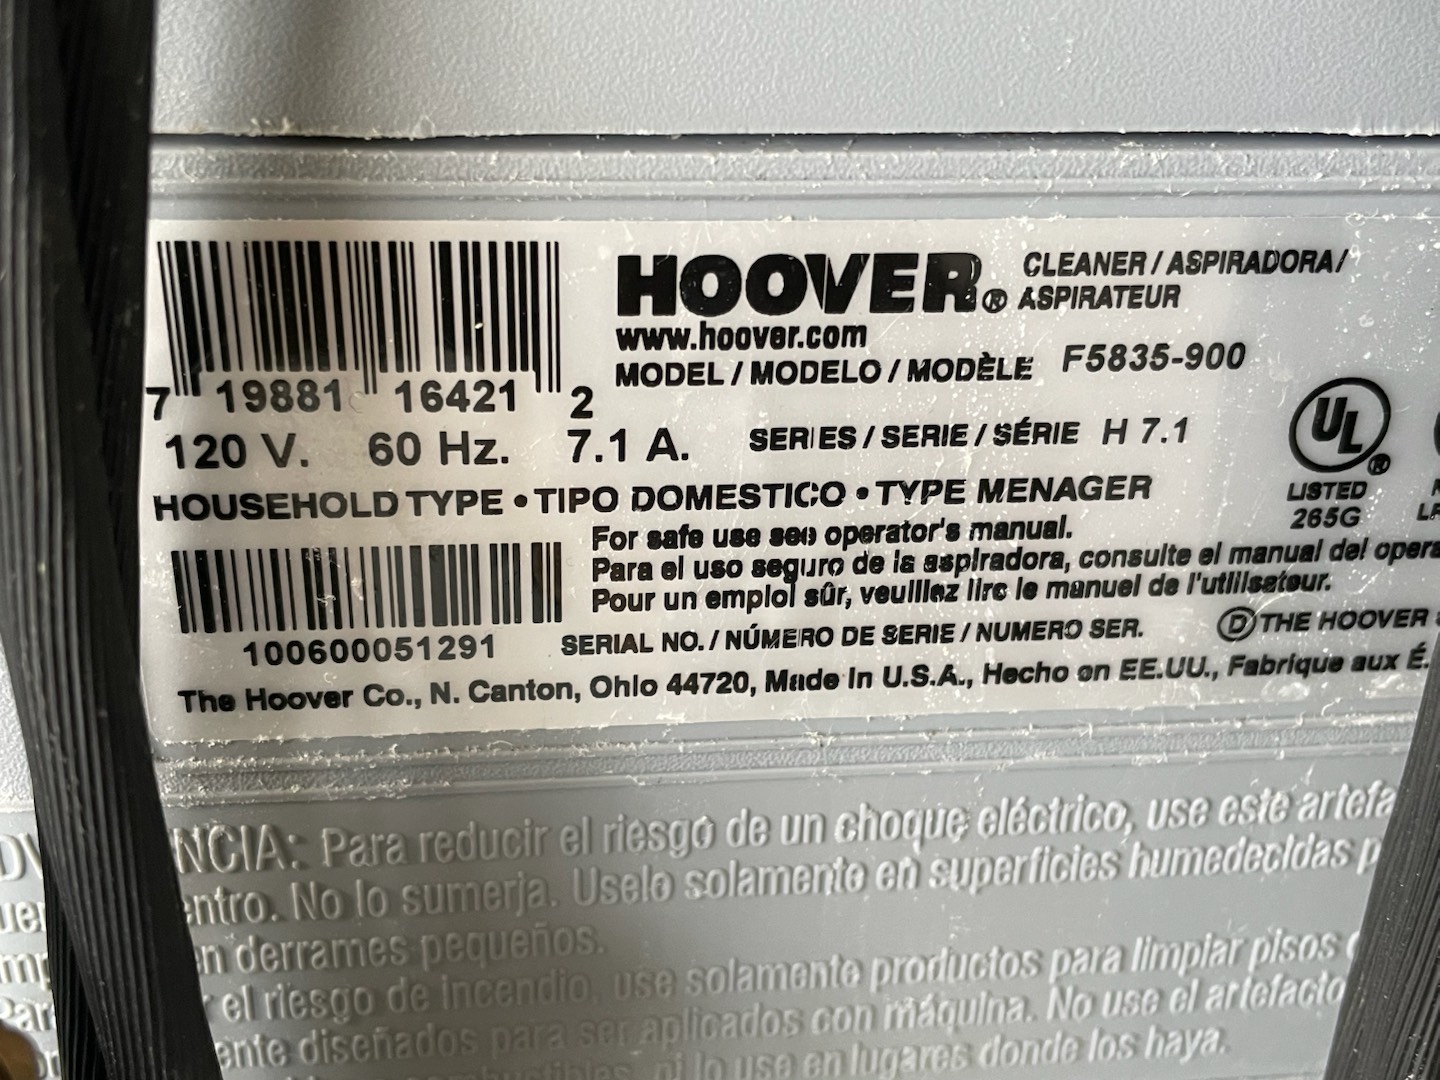 HOOVER® CLEANER / ASPIRADORA /
ASPIRATEUR
www.hoover.com
MODEL / MODELO / MODÈLE F5835-900
7 19881 16421 2
120 V. 60 Hz. 7.1 A. SERIES / SERIE / SÉRIE H 7.1
UL ®
LISTED
265G
HOUSEHOLD TYPE • TIPO DOMESTICO • TYPE MENAGER
For safe use see operator's manual.
Para el uso seguro de la aspiradora, consulte el manual del opera
Pour un emploi sûr, veuillez lire le manuel de l'utilisateur.
100600051291 SERIAL NO. / NÚMERO DE SERIE / NUMERO SER. D THE HOOVER
The Hoover Co., N. Canton, Ohio 44720, Made in U.S.A., Hecho en EE.UU., Fabrique aux É.
NCIA: Para reducir el riesgo de un choque eléctrico, use este artefa
entro. No lo sumerja. Uselo solamente en superficies humedecidas p
en derrames pequeños.
el riesgo de incendio, use solamente productos para limpiar pisos
ente diseñados para ser aplicados con máquina. No use el artefacto
combustibles, ni lo use en lugares donde los haya.